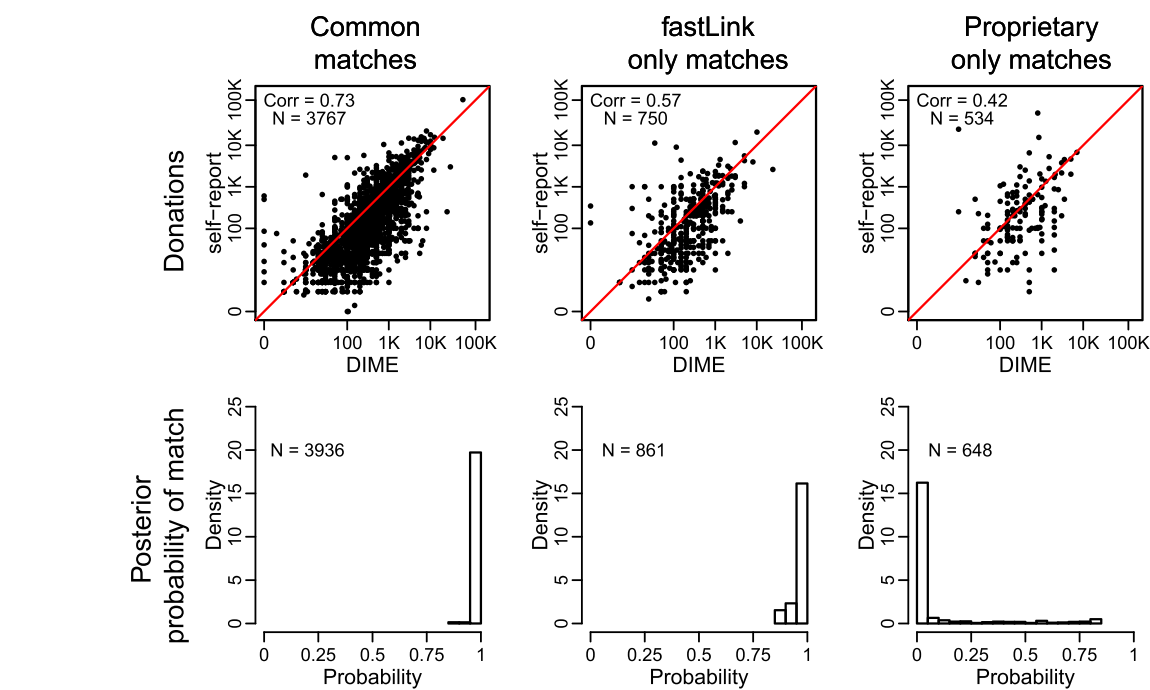 Common
matches
fastLink
only matches
Proprietary
only matches
Donations
self−report
0 100 1K 10K 100K
Corr = 0.73
N = 3767
0 100 1K 10K 100K
DIME
self−report
0 100 1K 10K 100K
Corr = 0.57
N = 750
0 100 1K 10K 100K
DIME
self−report
0 100 1K 10K 100K
Corr = 0.42
N = 534
0 100 1K 10K 100K
DIME
Posterior
probability of match
Density
0 5 10 15 20 25
N = 3936
0 0.25 0.5 0.75 1
Probability
Density
0 5 10 15 20 25
N = 861
0 0.25 0.5 0.75 1
Probability
Density
0 5 10 15 20 25
N = 648
0 0.25 0.5 0.75 1
Probability